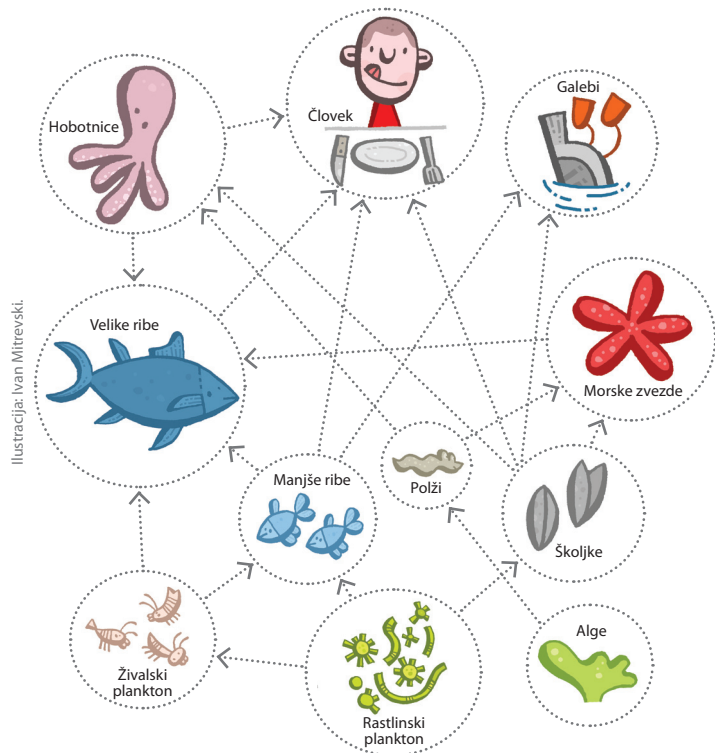 Hobotnice
Človek
Galebi
Velike ribe
Morske zvezde
Ilustracija: Ivan Mitrevski.
Manjše ribe
Polži
Školjke
Živalski
plankton
Rastlinski
plankton
Alge